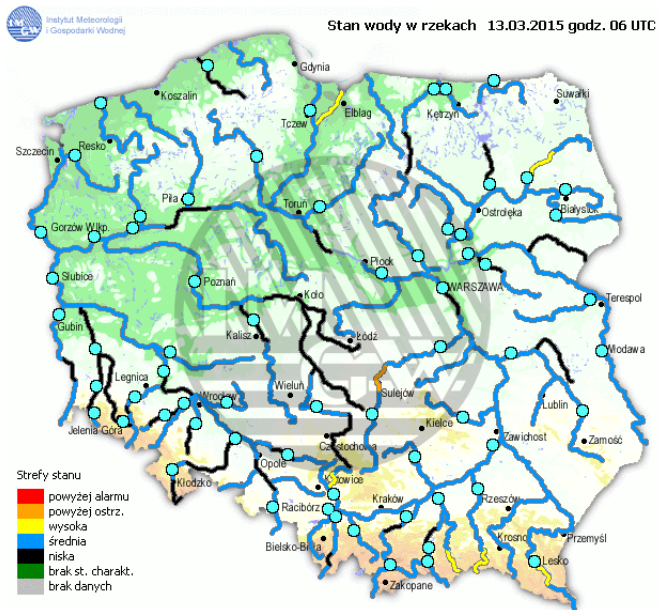 Instytut Meteorologii
i Gospodarki Wodnej
Stan wody w rzekach 13.03.2015 godz. 06 UTC
Gdynia
Koszalin
Suwałki
Elbląg
Kętrzyn
Tczew
Resko
Szczecin
Piła
Toruń
Ostrołęka
Białystok
Gorzów Wlkp.
Płock
Słubice
Poznań
Koło
WARSZAWA
Terespol
Gubin
Kalisz
Łódź
Włodawa
Legnica
Wieluń
Sulejów
Wrocław
Lublin
Jelenia Góra
Kielce
Zawichost
Zamość
Częstochowa
Opole
Strefy stanu
Kłodzko
Katowice
powyżej alarmu
Kraków
Rzeszów
Racibórz
powyżej ostrz.
wysoka
Krosno
Przemyśl
średnia
Bielsko-Biała
Lesko
niska
Zakopane
brak st. charakt.
brak danych